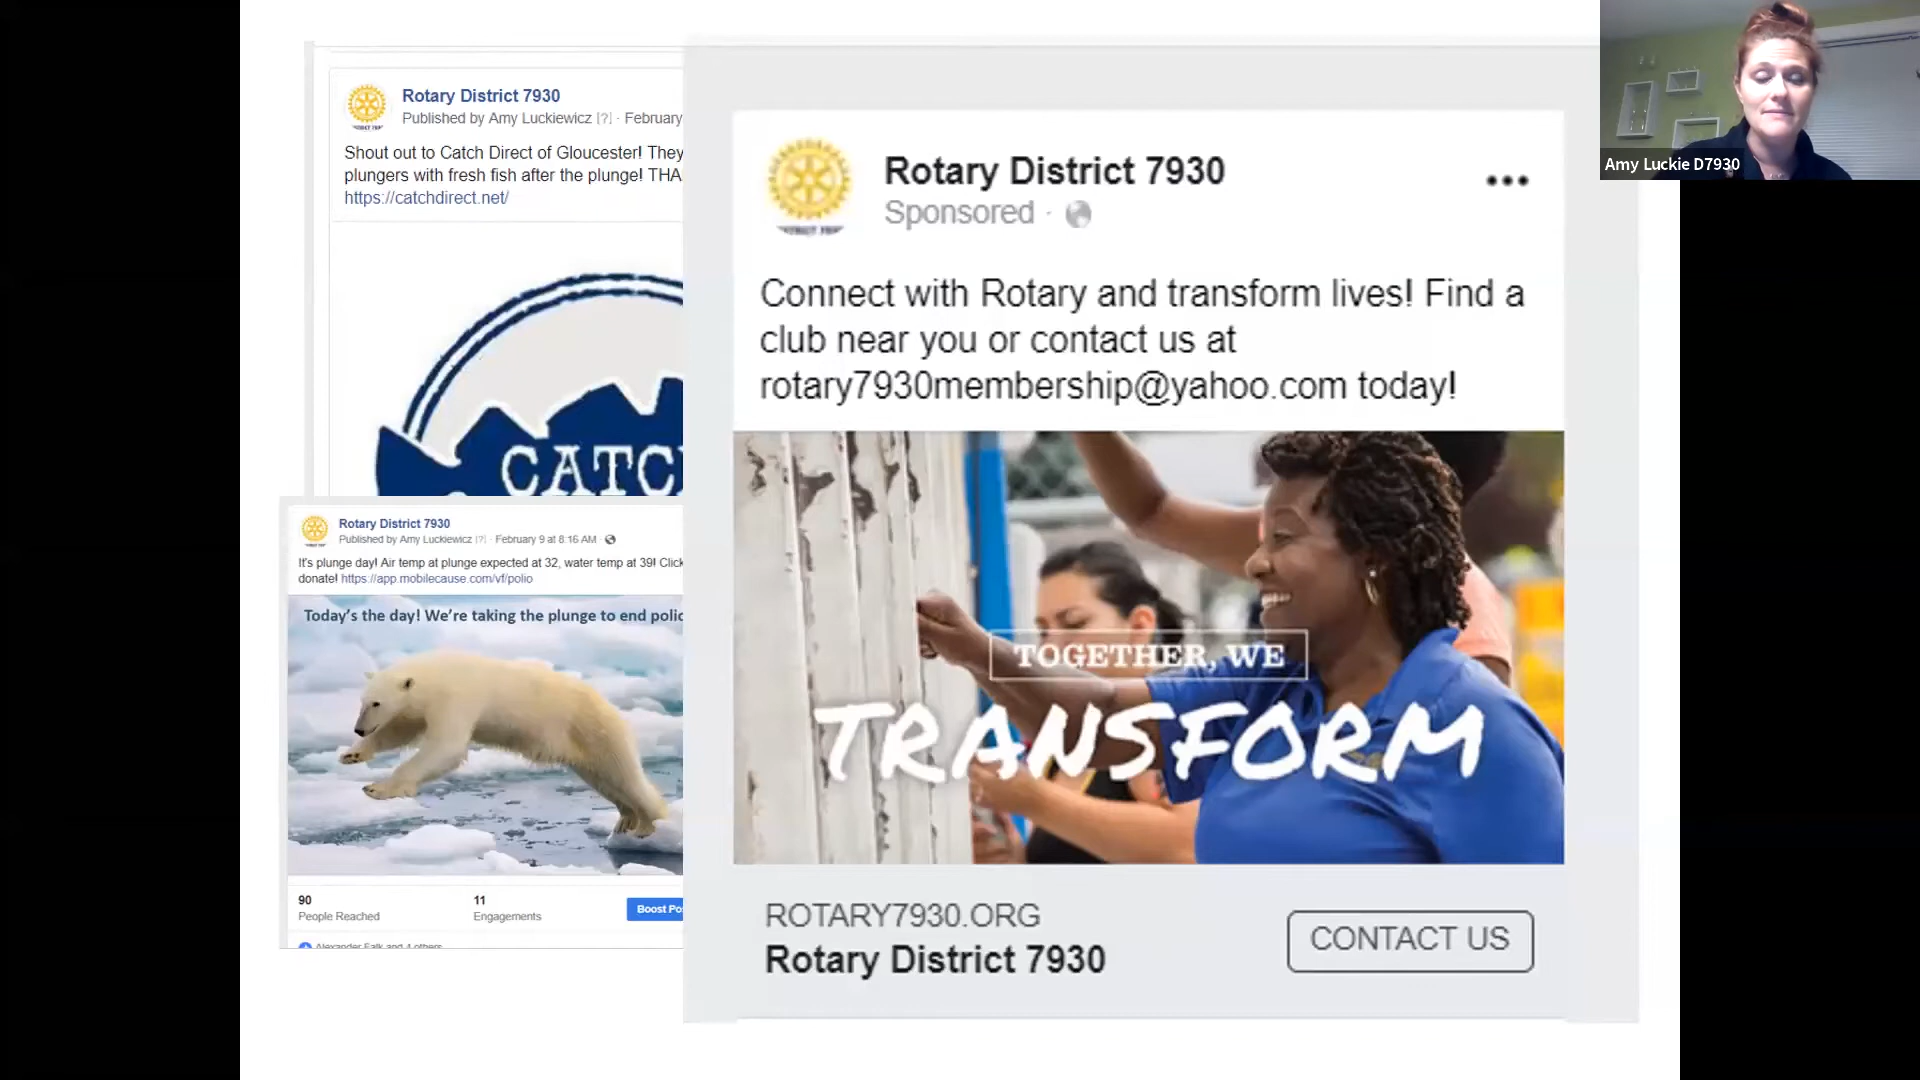 Rotary District 7930
Published by Amy Luckiewicz [?] · February
Shout out to Catch Direct of Gloucester! They
plungers with fresh fish after the plunge! THA
https://catchdirect.net/
CATC
Rotary District 7930
Published by Amy Luckiewicz [?] · February 9 at 8:16 AM ·
It's plunge day! Air temp at plunge expected at 32, water temp at 39! Click
donate! https://app.mobilecause.com/vf/polio
Today's the day! We're taking the plunge to end polio
90
People Reached
11
Engagements
Boost Po
Alexander Falk and 4 others
Rotary District 7930
Sponsored ·
Connect with Rotary and transform lives! Find a
club near you or contact us at
rotary7930membership@yahoo.com today!
TOGETHER, WE
TRANSFORM
ROTARY7930.ORG
Rotary District 7930
CONTACT US
Amy Luckie D7930